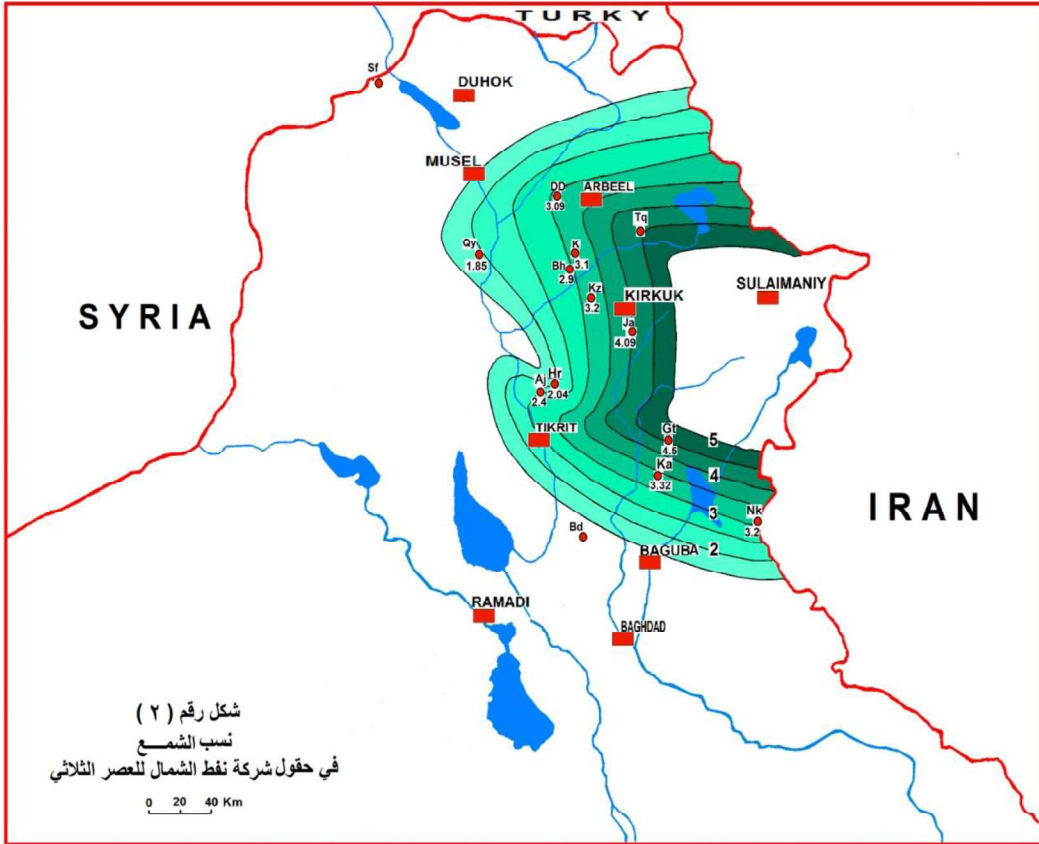 TURKY
Sf
DUHOK
MUSEL
DD
3.09
ARBEEL
Tq
Qy
1.85
K
3.1
Bh
2.9
Kzi
3.2
KIRKUK
SULAIMANIY
Ja
4.09
SYRIA
Aj
2.4
Hr
2.04
TIKRIT
Gt
4.5
5
Ka
3.32
4
3
Nk
3.2
IRAN
Bd
BAGUBA
2
RAMADI
BAGHDAD
شكل رقم ( ٢ )
نسب الشمـــع
في حقول شركة نفط الشمال للعصر الثلاثي
0 20 40 Km